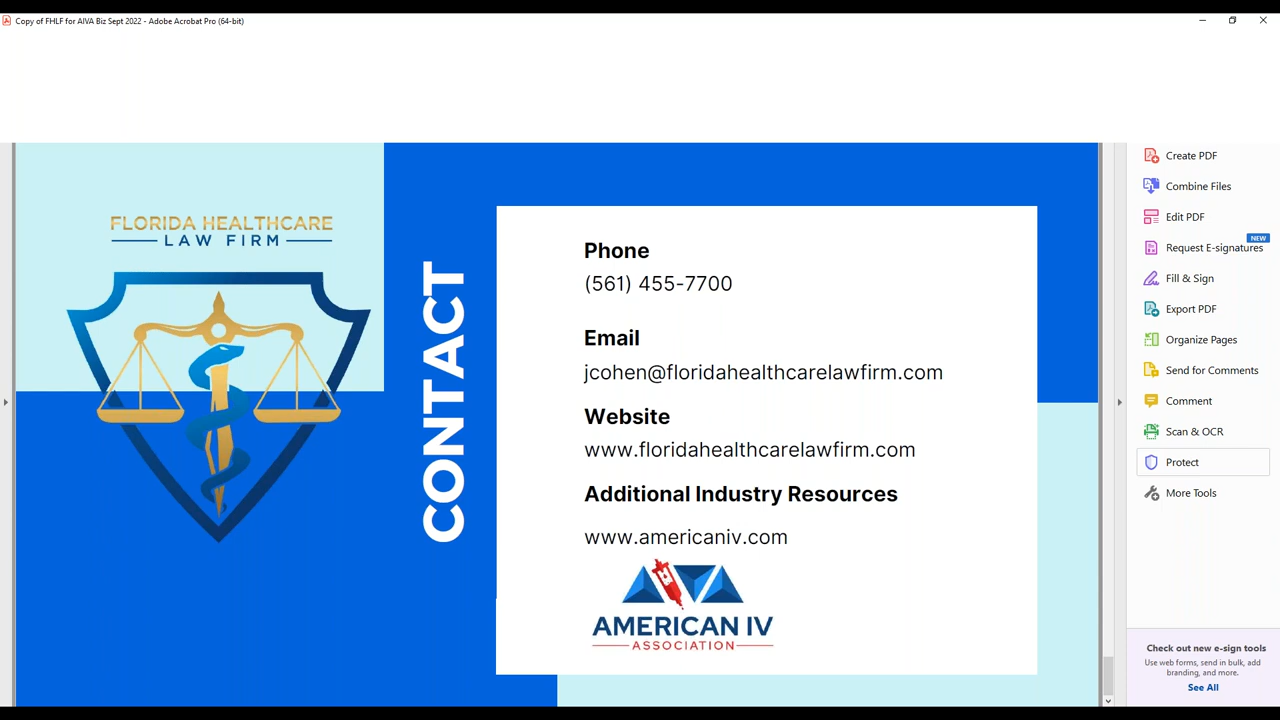 Copy of FHLF for AIVA Biz Sept 2022 - Adobe Acrobat Pro (64-bit)
FLORIDA HEALTHCARE
LAW FIRM
CONTACT
Phone
(561) 455-7700
Email
jcohen@floridahealthcarelawfirm.com
Website
www.floridahealthcarelawfirm.com
Additional Industry Resources
www.americaniv.com
AMERICAN IV
ASSOCIATION
Create PDF
Combine Files
Edit PDF
NEW
Request E-signatures
Fill & Sign
Export PDF
Organize Pages
Send for Comments
Comment
Scan & OCR
Protect
More Tools
Check out new e-sign tools
Use web forms, send in bulk, add
branding, and more.
See All